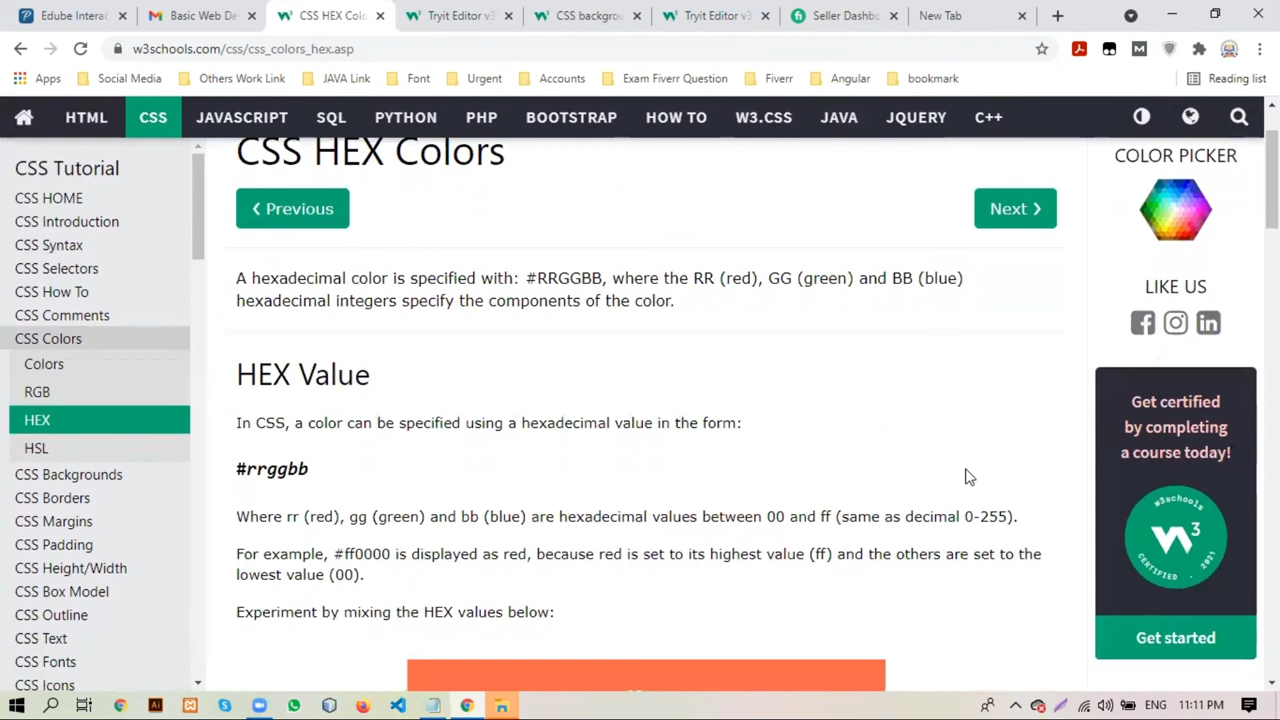 Edube Interac
Basic Web De
CSS HEX Colo
Tryit Editor v3
CSS backgrou
Tryit Editor v3
Seller Dashbo
New Tab
w3schools.com/css/css_colors_hex.asp
Apps
Social Media
Others Work Link
JAVA Link
Font
Urgent
Accounts
Exam Fiverr Question
Fiverr
Angular
bookmark
Reading list
HTML
CSS
JAVASCRIPT
SQL
PYTHON
PHP
BOOTSTRAP
HOW TO
W3.CSS
JAVA
JQUERY
C++
CSS Tutorial
CSS HOME
CSS Introduction
CSS Syntax
CSS Selectors
CSS How To
CSS Comments
CSS Colors
Colors
RGB
HEX
HSL
CSS Backgrounds
CSS Borders
CSS Margins
CSS Padding
CSS Height/Width
CSS Box Model
CSS Outline
CSS Text
CSS Fonts
CSS Icons
CSS HEX Colors
❮ Previous
Next ❯
A hexadecimal color is specified with: #RRGGBB, where the RR (red), GG (green) and BB (blue)
hexadecimal integers specify the components of the color.
HEX Value
In CSS, a color can be specified using a hexadecimal value in the form:
#rrggbb
Where rr (red), gg (green) and bb (blue) are hexadecimal values between 00 and ff (same as decimal 0-255).
For example, #ff0000 is displayed as red, because red is set to its highest value (ff) and the others are set to the
lowest value (00).
Experiment by mixing the HEX values below:
COLOR PICKER
LIKE US
Get certified
by completing
a course today!
w3schools
w3
CERTIFIED . 2021
Get started
ENG
11:11 PM